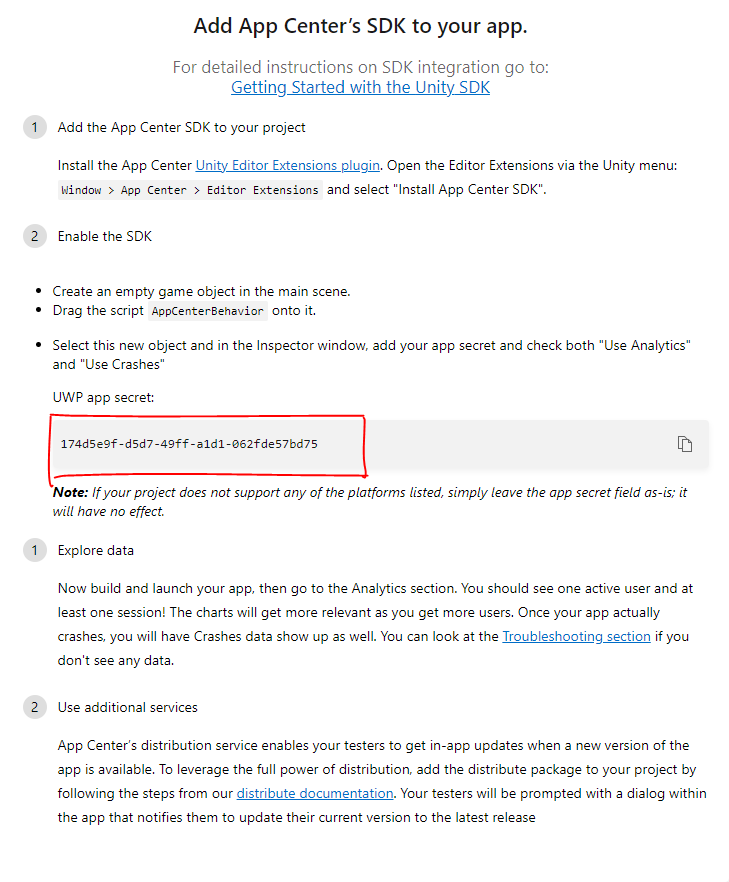 Add App Center's SDK to your app.
For detailed instructions on SDK integration go to:
Getting Started with the Unity SDK
1 Add the App Center SDK to your project
Install the App Center Unity Editor Extensions plugin. Open the Editor Extensions via the Unity menu:
Window > App Center > Editor Extensions and select "Install App Center SDK".
2 Enable the SDK
• Create an empty game object in the main scene.
• Drag the script AppCenterBehavior onto it.
• Select this new object and in the Inspector window, add your app secret and check both "Use Analytics"
and "Use Crashes"
UWP app secret:
174d5e9f-d5d7-49ff-a1d1-062fde57bd75
Note: If your project does not support any of the platforms listed, simply leave the app secret field as-is; it
will have no effect.
1 Explore data
Now build and launch your app, then go to the Analytics section. You should see one active user and at
least one session! The charts will get more relevant as you get more users. Once your app actually
crashes, you will have Crashes data show up as well. You can look at the Troubleshooting section if you
don't see any data.
2 Use additional services
App Center's distribution service enables your testers to get in-app updates when a new version of the
app is available. To leverage the full power of distribution, add the distribute package to your project by
following the steps from our distribute documentation. Your testers will be prompted with a dialog within
the app that notifies them to update their current version to the latest release